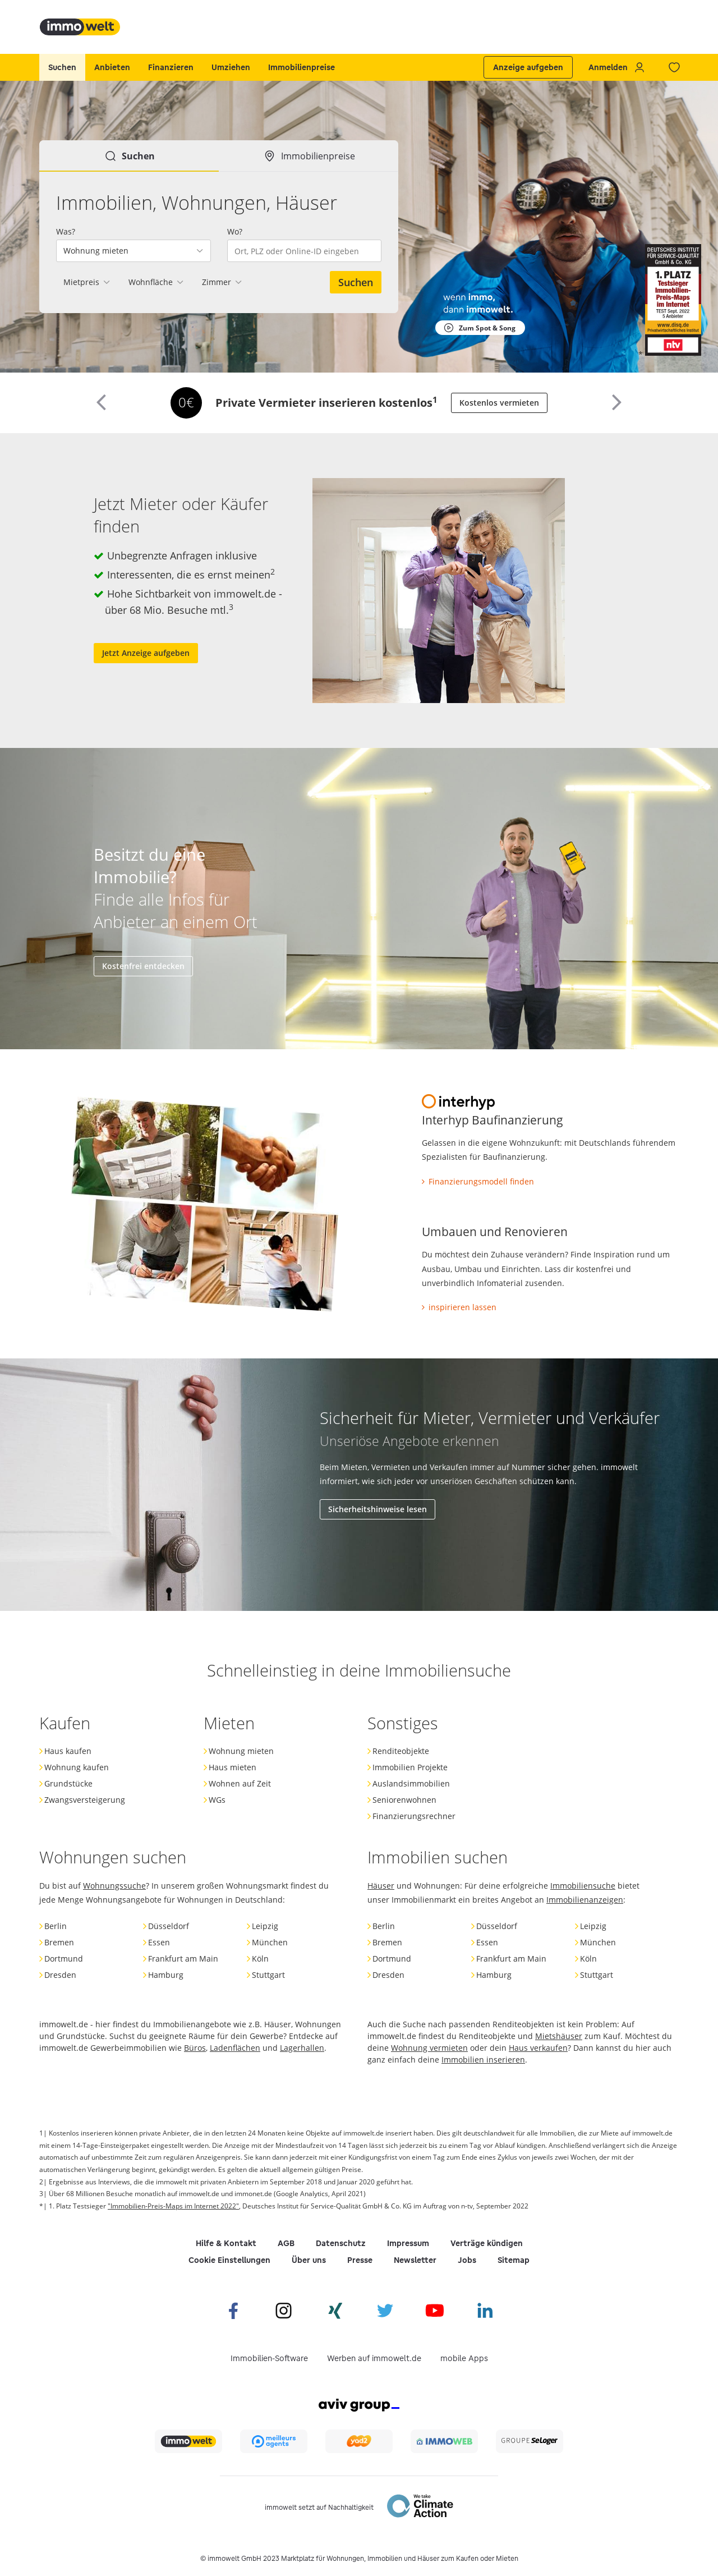 immowelt
Suchen
Anbieten
Finanzieren
Umziehen
Immobilienpreise
Anzeige aufgeben
Anmelden
Suchen
Immobilienpreise
Immobilien, Wohnungen, Häuser
Was?
Wo?
Wohnung mieten
Ort, PLZ oder Online-ID eingeben
Mietpreis
Wohnfläche
Zimmer
Suchen
wenn immo,
dann immowelt.
Zum Spot & Song
DEUTSCHES INSTITUT
FÜR SERVICE-QUALITÄT
GmbH & Co. KG
1. PLATZ
Testsieger
Immobilien-
Preis-Maps
im Internet
TEST Sept. 2022
5 Anbieter
www.disq.de
Privatwirtschaftliches Institut
ntv
0€
Private Vermieter inserieren kostenlos1
Kostenlos vermieten
Jetzt Mieter oder Käufer
finden
Unbegrenzte Anfragen inklusive
Interessenten, die es ernst meinen2
Hohe Sichtbarkeit von immowelt.de -
über 68 Mio. Besuche mtl.3
Jetzt Anzeige aufgeben
Besitzt du eine
Immobilie?
Finde alle Infos für
Anbieter an einem Ort
Kostenfrei entdecken
interhyp
Interhyp Baufinanzierung
Gelassen in die eigene Wohnzukunft: mit Deutschlands führendem
Spezialisten für Baufinanzierung.
Finanzierungsmodell finden
Umbauen und Renovieren
Du möchtest dein Zuhause verändern? Finde Inspiration rund um
Ausbau, Umbau und Einrichten. Lass dir kostenfrei und
unverbindlich Infomaterial zusenden.
inspirieren lassen
Sicherheit für Mieter, Vermieter und Verkäufer
Unseriöse Angebote erkennen
Beim Mieten, Vermieten und Verkaufen immer auf Nummer sicher gehen. immowelt
informiert, wie sich jeder vor unseriösen Geschäften schützen kann.
Sicherheitshinweise lesen
Schnelleinstieg in deine Immobiliensuche
Kaufen
Haus kaufen
Wohnung kaufen
Grundstücke
Zwangsversteigerung
Mieten
Wohnung mieten
Haus mieten
Wohnen auf Zeit
WGs
Sonstiges
Renditeobjekte
Immobilien Projekte
Auslandsimmobilien
Seniorenwohnen
Finanzierungsrechner
Wohnungen suchen
Du bist auf Wohnungssuche? In unserem großen Wohnungsmarkt findest du
jede Menge Wohnungsangebote für Wohnungen in Deutschland:
Berlin
Bremen
Dortmund
Dresden
Düsseldorf
Essen
Frankfurt am Main
Hamburg
Leipzig
München
Köln
Stuttgart
Immobilien suchen
Häuser und Wohnungen: Für deine erfolgreiche Immobiliensuche bietet
unser Immobilienmarkt ein breites Angebot an Immobilienanzeigen:
Berlin
Bremen
Dortmund
Dresden
Düsseldorf
Essen
Frankfurt am Main
Hamburg
Leipzig
München
Köln
Stuttgart
immowelt.de - hier findest du Immobilienangebote wie z.B. Häuser, Wohnungen
und Grundstücke. Suchst du geeignete Räume für dein Gewerbe? Entdecke auf
immowelt.de Gewerbeimmobilien wie Büros, Ladenflächen und Lagerhallen.
Auch die Suche nach passenden Renditeobjekten ist kein Problem: Auf
immowelt.de findest du Renditeobjekte und Mietshäuser zum Kauf. Möchtest du
deine Wohnung vermieten oder dein Haus verkaufen? Dann kannst du hier auch
ganz einfach deine Immobilien inserieren.
1| Kostenlos inserieren können private Anbieter, die in den letzten 24 Monaten keine Objekte auf immowelt.de inseriert haben. Dies gilt deutschlandweit für alle Immobilien, die zur Miete auf immowelt.de
mit einem 14-Tage-Einsteigerpaket eingestellt werden. Die Anzeige mit der Mindestlaufzeit von 14 Tagen lässt sich jederzeit bis zu einem Tag vor Ablauf kündigen. Anschließend verlängert sich die Anzeige
automatisch auf unbestimmte Zeit zum regulären Anzeigenpreis. Sie kann dann jederzeit mit einer Kündigungsfrist von einem Tag zum Ende eines Zyklus von jeweils zwei Wochen, der mit der
automatischen Verlängerung beginnt, gekündigt werden. Es gelten die aktuell allgemein gültigen Preise.
2| Ergebnisse aus Interviews, die die immowelt mit privaten Anbietern im September 2018 und Januar 2020 geführt hat.
3| Über 68 Millionen Besuche monatlich auf immowelt.de und immonet.de (Google Analytics, April 2021)
*| 1. Platz Testsieger "Immobilien-Preis-Maps im Internet 2022", Deutsches Institut für Service-Qualität GmbH & Co. KG im Auftrag von n-tv, September 2022
Hilfe & Kontakt
AGB
Datenschutz
Impressum
Verträge kündigen
Cookie Einstellungen
Über uns
Presse
Newsletter
Jobs
Sitemap
Immobilien-Software
Werben auf immowelt.de
mobile Apps
aviv group_
immowelt
meilleurs
agents
yad2
IMMOWEB
GROUPE SeLoger
immowelt setzt auf Nachhaltigkeit
We take
Climate
Action
© immowelt GmbH 2023 Marktplatz für Wohnungen, Immobilien und Häuser zum Kaufen oder Mieten